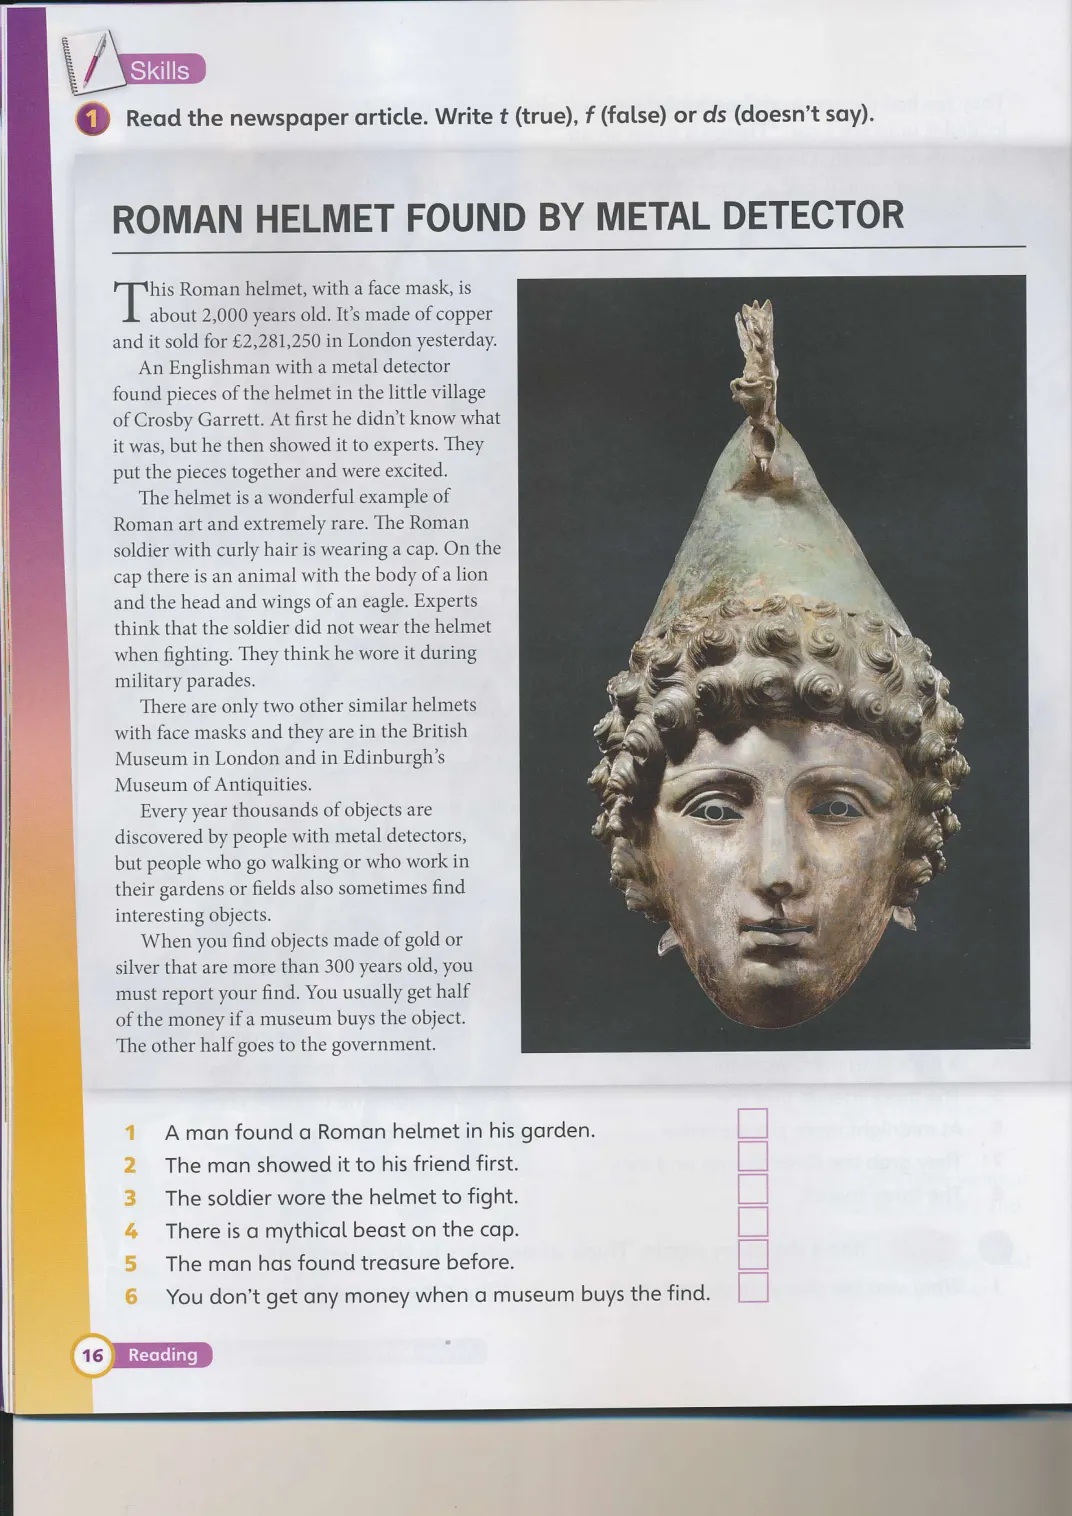 Skills
1 Read the newspaper article. Write t (true), f (false) or ds (doesn't say).
ROMAN HELMET FOUND BY METAL DETECTOR
This Roman helmet, with a face mask, is
about 2,000 years old. It's made of copper
and it sold for £2,281,250 in London yesterday.
An Englishman with a metal detector
found pieces of the helmet in the little village
of Crosby Garrett. At first he didn't know what
it was, but he then showed it to experts. They
put the pieces together and were excited.
The helmet is a wonderful example of
Roman art and extremely rare. The Roman
soldier with curly hair is wearing a cap. On the
cap there is an animal with the body of a lion
and the head and wings of an eagle. Experts
think that the soldier did not wear the helmet
when fighting. They think he wore it during
military parades.
There are only two other similar helmets
with face masks and they are in the British
Museum in London and in Edinburgh's
Museum of Antiquities.
Every year thousands of objects are
discovered by people with metal detectors,
but people who go walking or who work in
their gardens or fields also sometimes find
interesting objects.
When you find objects made of gold or
silver that are more than 300 years old, you
must report your find. You usually get half
of the money if a museum buys the object.
The other half goes to the government.
1 A man found a Roman helmet in his garden.
2 The man showed it to his friend first.
3 The soldier wore the helmet to fight.
4 There is a mythical beast on the cap.
5 The man has found treasure before.
6 You don't get any money when a museum buys the find.
16 Reading